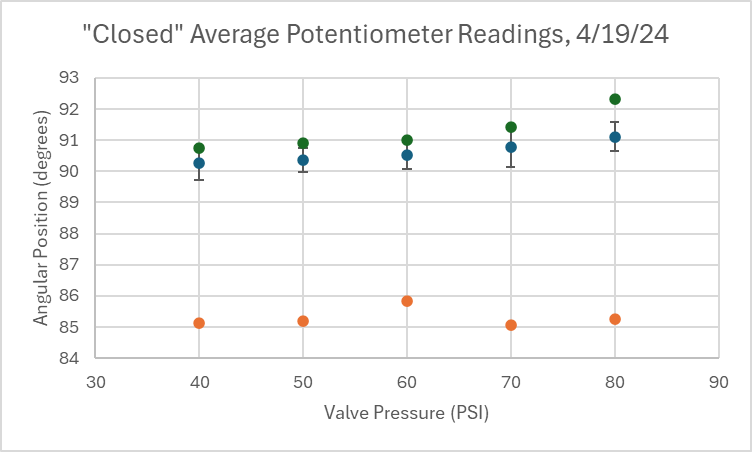 "Closed" Average Potentiometer Readings, 4/19/24
93
92
91
90
89
88
87
86
85
84
Angular Position (degrees)
30 40 50 60 70 80 90
Valve Pressure (PSI)